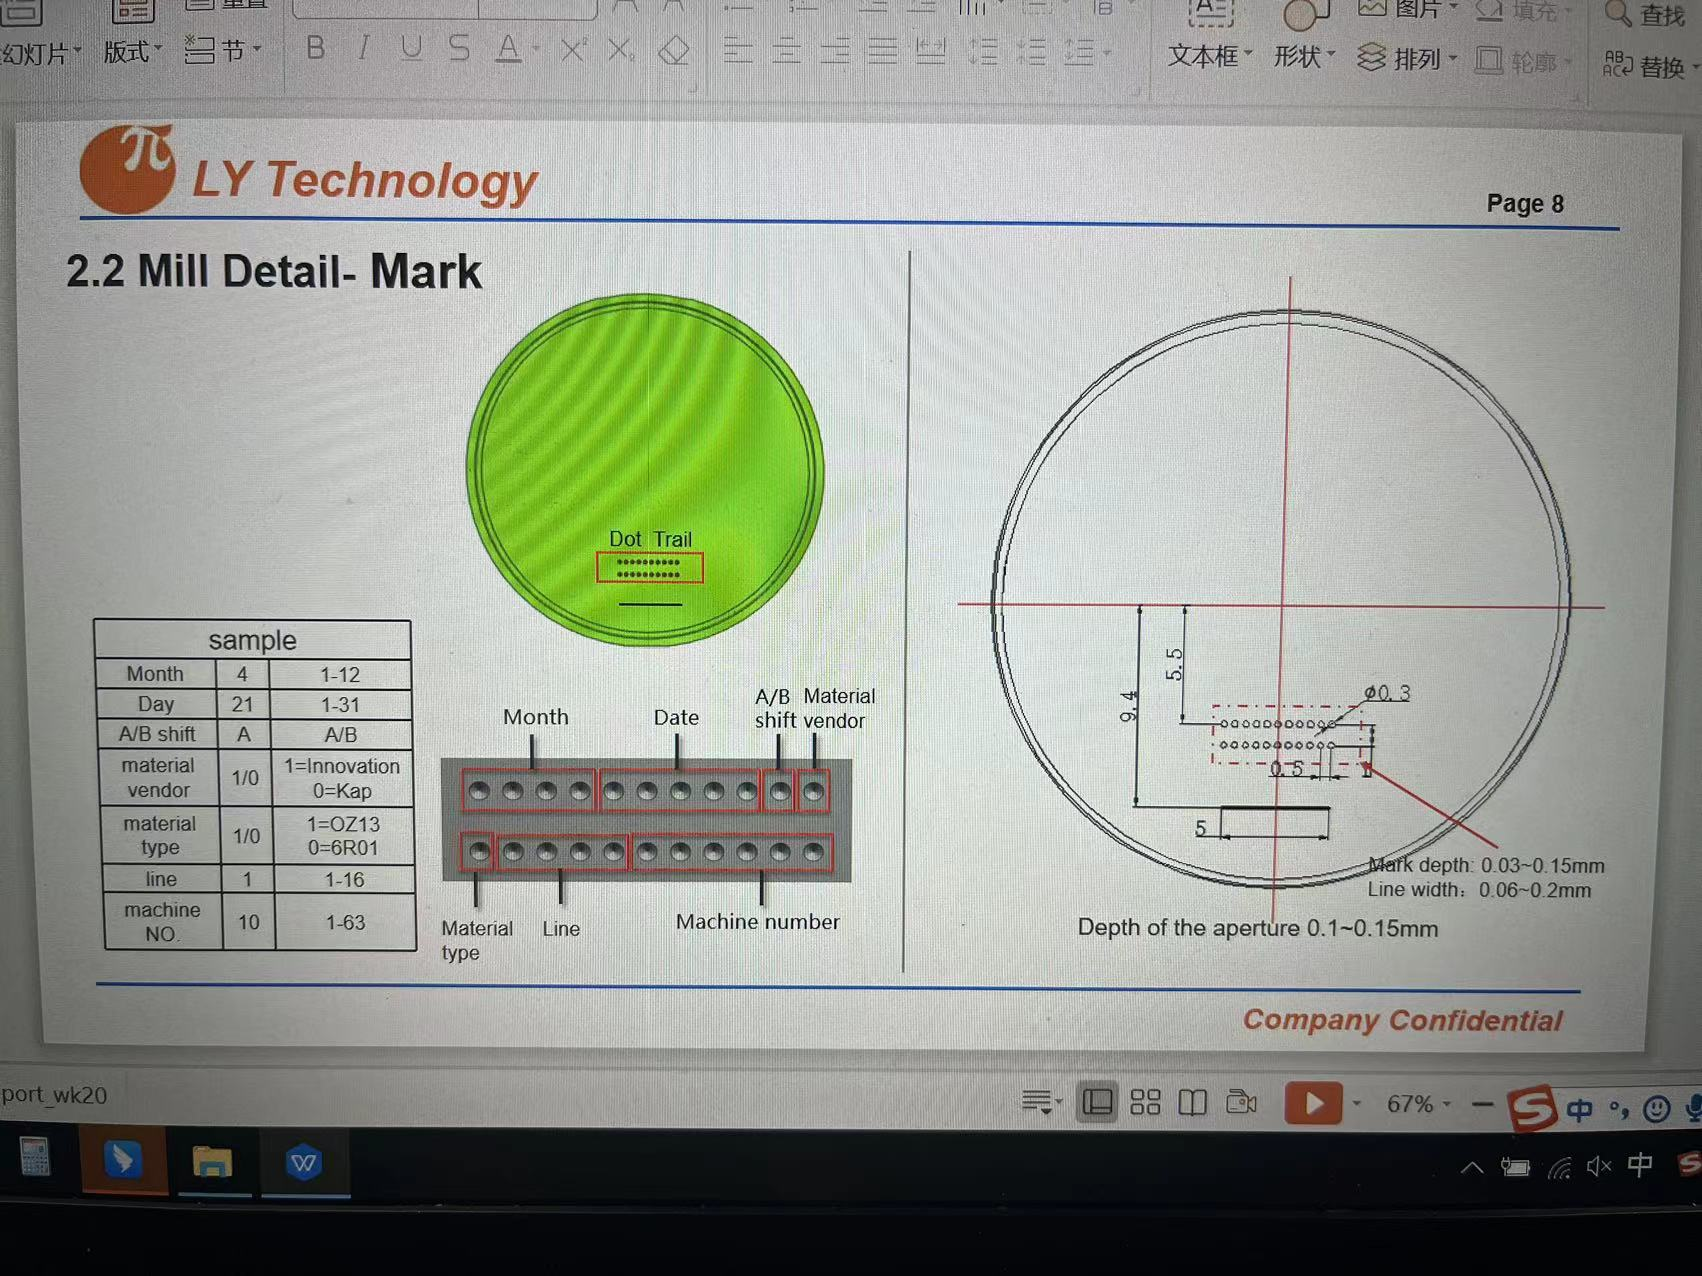 重置
图片
填充
查找
幻灯片
版式
节
B I U S A X² X₂
文本框
形状
排列
轮廓
替换
π LY Technology
Page 8
2.2 Mill Detail- Mark
Dot Trail
sample
Month 4 1-12
Day 21 1-31
A/B shift A A/B
material vendor 1/0 1=Innovation 0=Kap
material type 1/0 1=OZ13 0=6R01
line 1 1-16
machine NO. 10 1-63
Month
Date
A/B shift
Material vendor
Material type
Line
Machine number
5.5
9.4
ø0.3
0.5
1
5
Mark depth: 0.03~0.15mm
Line width： 0.06~0.2mm
Depth of the aperture 0.1~0.15mm
Company Confidential
port_wk20
67%
S 中
W
中